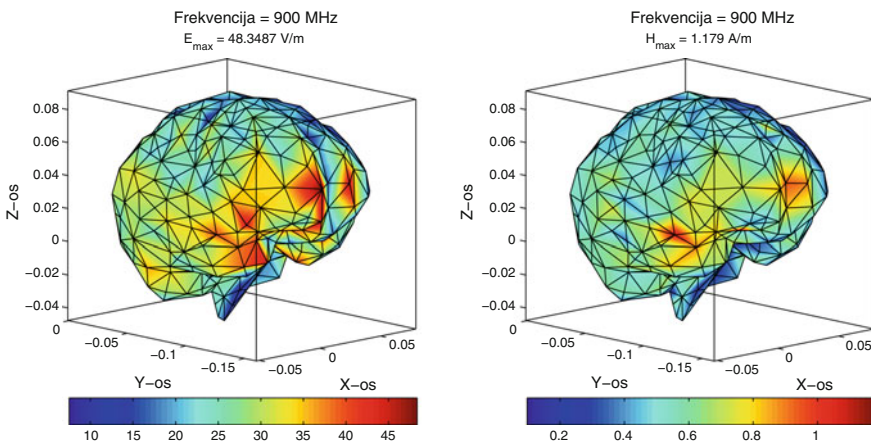 Frekvencija = 900 MHz
E_max = 48.3487 V/m
0.08
0.06
0.04
0.02
0
−0.02
−0.04
Z−os
0
−0.05
−0.1
−0.15
Y−os
−0.05
0
0.05
X−os
10 15 20 25 30 35 40 45
Frekvencija = 900 MHz
H_max = 1.179 A/m
0.08
0.06
0.04
0.02
0
−0.02
−0.04
Z−os
0
−0.05
−0.1
−0.15
Y−os
−0.05
0
0.05
X−os
0.2 0.4 0.6 0.8 1